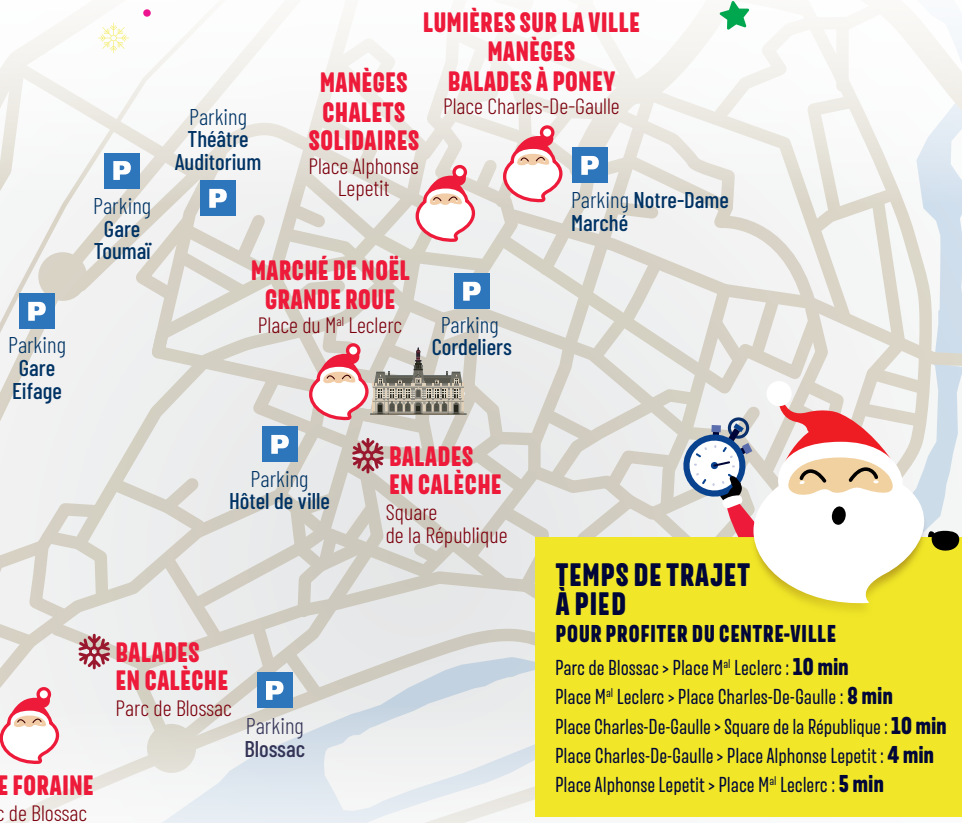 LUMIÈRES SUR LA VILLE
MANÈGES
BALADES À PONEY
Place Charles-De-Gaulle
MANÈGES
CHALETS
SOLIDAIRES
Place Alphonse
Lepetit
Parking
Théâtre
Auditorium
P
P
Parking
Gare
Toumaï
P
Parking Notre-Dame
Marché
MARCHÉ DE NOËL
GRANDE ROUE
Place du Mal Leclerc
P
Parking
Cordeliers
P
Parking
Gare
Eifage
P
Parking
Hôtel de ville
BALADES
EN CALÈCHE
Square
de la République
BALADES
EN CALÈCHE
Parc de Blossac
P
Parking
Blossac
E FORAINE
c de Blossac
TEMPS DE TRAJET
À PIED
POUR PROFITER DU CENTRE-VILLE
Parc de Blossac > Place Mal Leclerc : 10 min
Place Mal Leclerc > Place Charles-De-Gaulle : 8 min
Place Charles-De-Gaulle > Square de la République : 10 min
Place Charles-De-Gaulle > Place Alphonse Lepetit : 4 min
Place Alphonse Lepetit > Place Mal Leclerc : 5 min